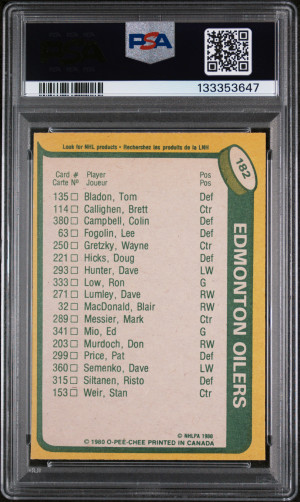 PSA
133353647
Look for NHL products • Recherchez les produits de la LNH
182
EDMONTON OILERS
Card # Player Pos
Carte Nº Joueur Pos
135 □ Bladon, Tom Def
114 □ Callighen, Brett Ctr
380 □ Campbell, Colin Def
63 □ Fogolin, Lee Def
250 □ Gretzky, Wayne Ctr
221 □ Hicks, Doug Def
293 □ Hunter, Dave LW
333 □ Low, Ron G
271 □ Lumley, Dave RW
32 □ MacDonald, Blair RW
289 □ Messier, Mark Ctr
341 □ Mio, Ed G
203 □ Murdoch, Don RW
299 □ Price, Pat Def
360 □ Semenko, Dave LW
315 □ Siltanen, Risto Def
153 □ Weir, Stan Ctr
© NHLPA 1980
© 1980 O-PEE-CHEE PRINTED IN CANADA